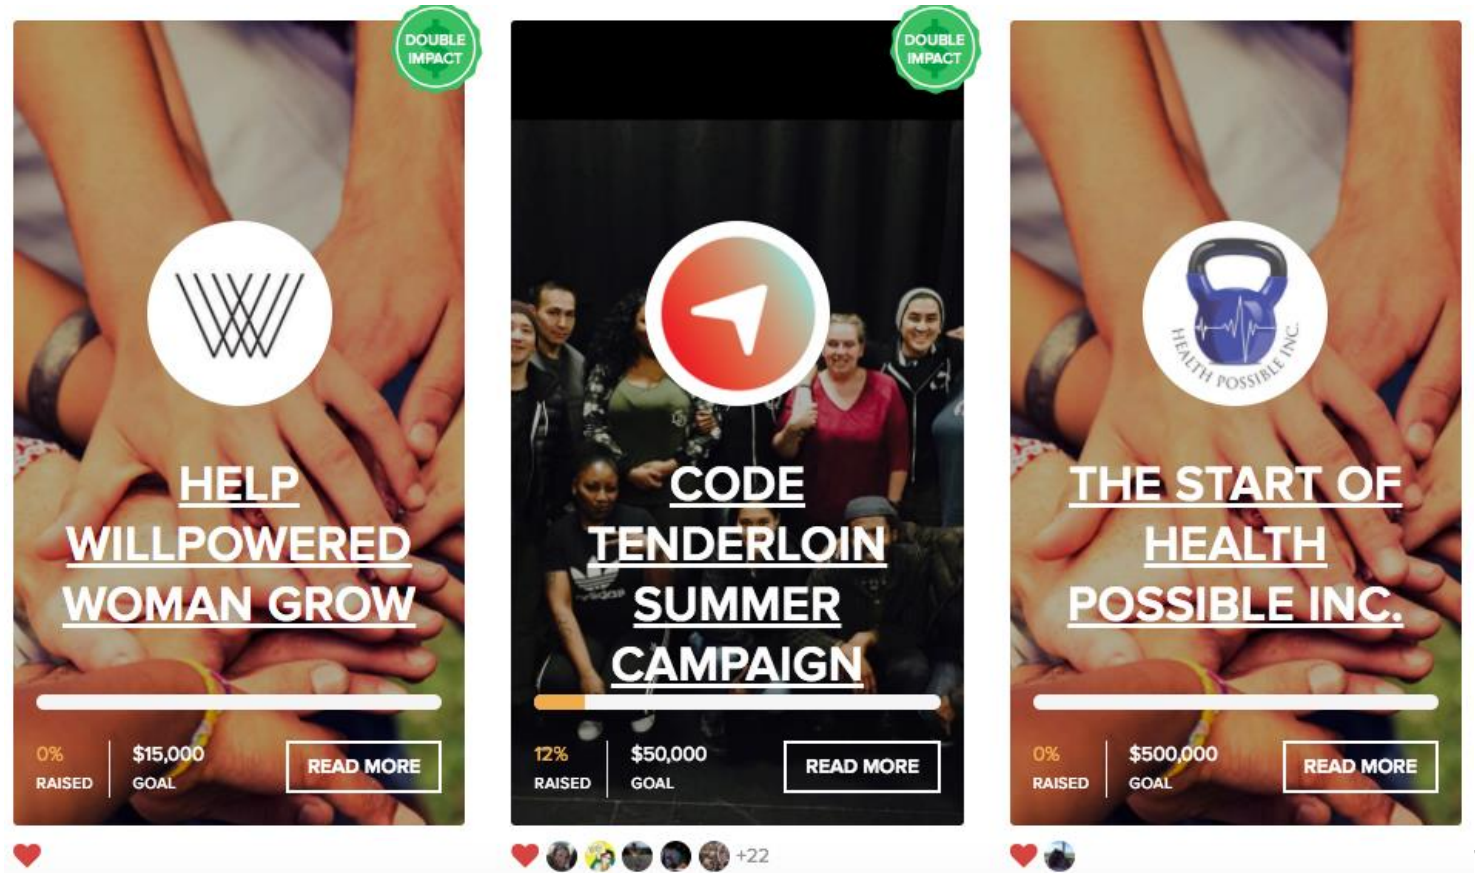 DOUBLE
IMPACT
HELP
WILLPOWERED
WOMAN GROW
0%
RAISED
$15,000
GOAL
READ MORE
DOUBLE
IMPACT
CODE
TENDERLOIN
SUMMER
CAMPAIGN
12%
RAISED
$50,000
GOAL
READ MORE
+22
HEALTH POSSIBLE INC.
THE START OF
HEALTH
POSSIBLE INC.
0%
RAISED
$500,000
GOAL
READ MORE